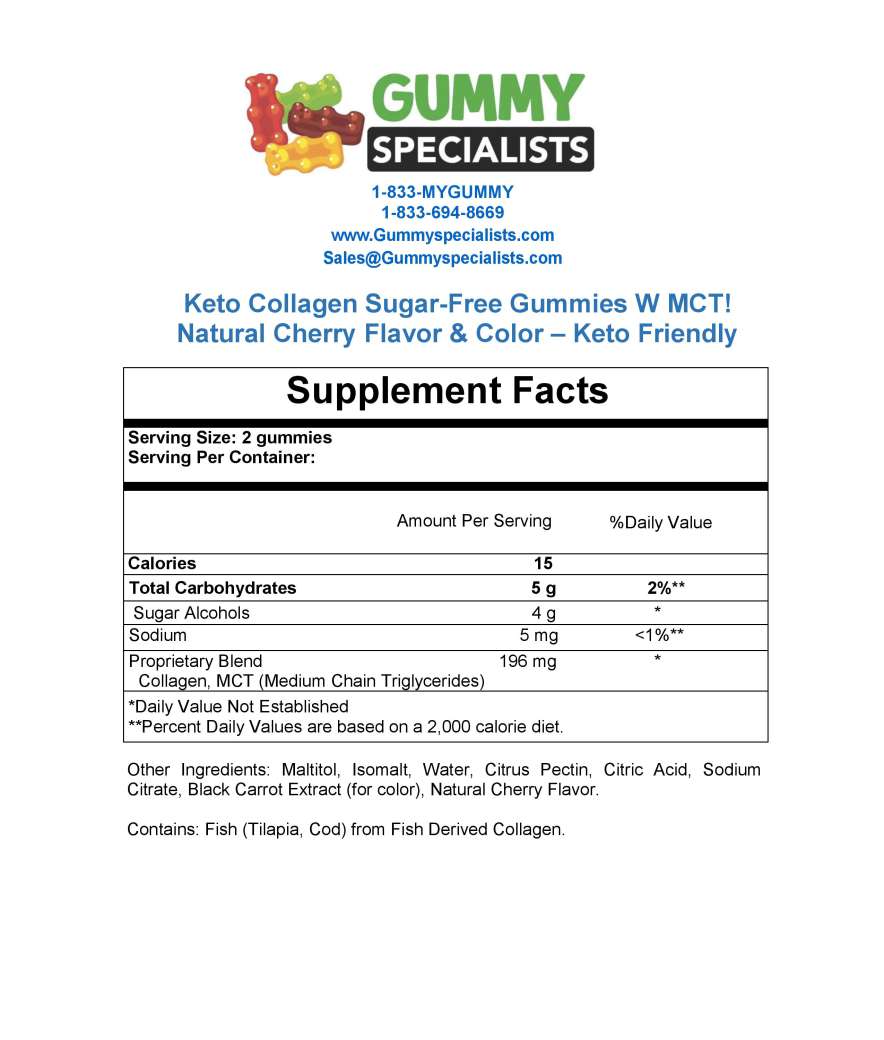 GUMMY
SPECIALISTS
1-833-MYGUMMY
1-833-694-8669
www.Gummyspecialists.com
Sales@Gummyspecialists.com
Keto Collagen Sugar-Free Gummies W MCT!
Natural Cherry Flavor & Color – Keto Friendly
Supplement Facts
Serving Size: 2 gummies
Serving Per Container:
Amount Per Serving %Daily Value
Calories 15
Total Carbohydrates 5 g 2%**
Sugar Alcohols 4 g *
Sodium 5 mg <1%**
Proprietary Blend 196 mg *
Collagen, MCT (Medium Chain Triglycerides)
*Daily Value Not Established
**Percent Daily Values are based on a 2,000 calorie diet.
Other Ingredients: Maltitol, Isomalt, Water, Citrus Pectin, Citric Acid, Sodium
Citrate, Black Carrot Extract (for color), Natural Cherry Flavor.
Contains: Fish (Tilapia, Cod) from Fish Derived Collagen.